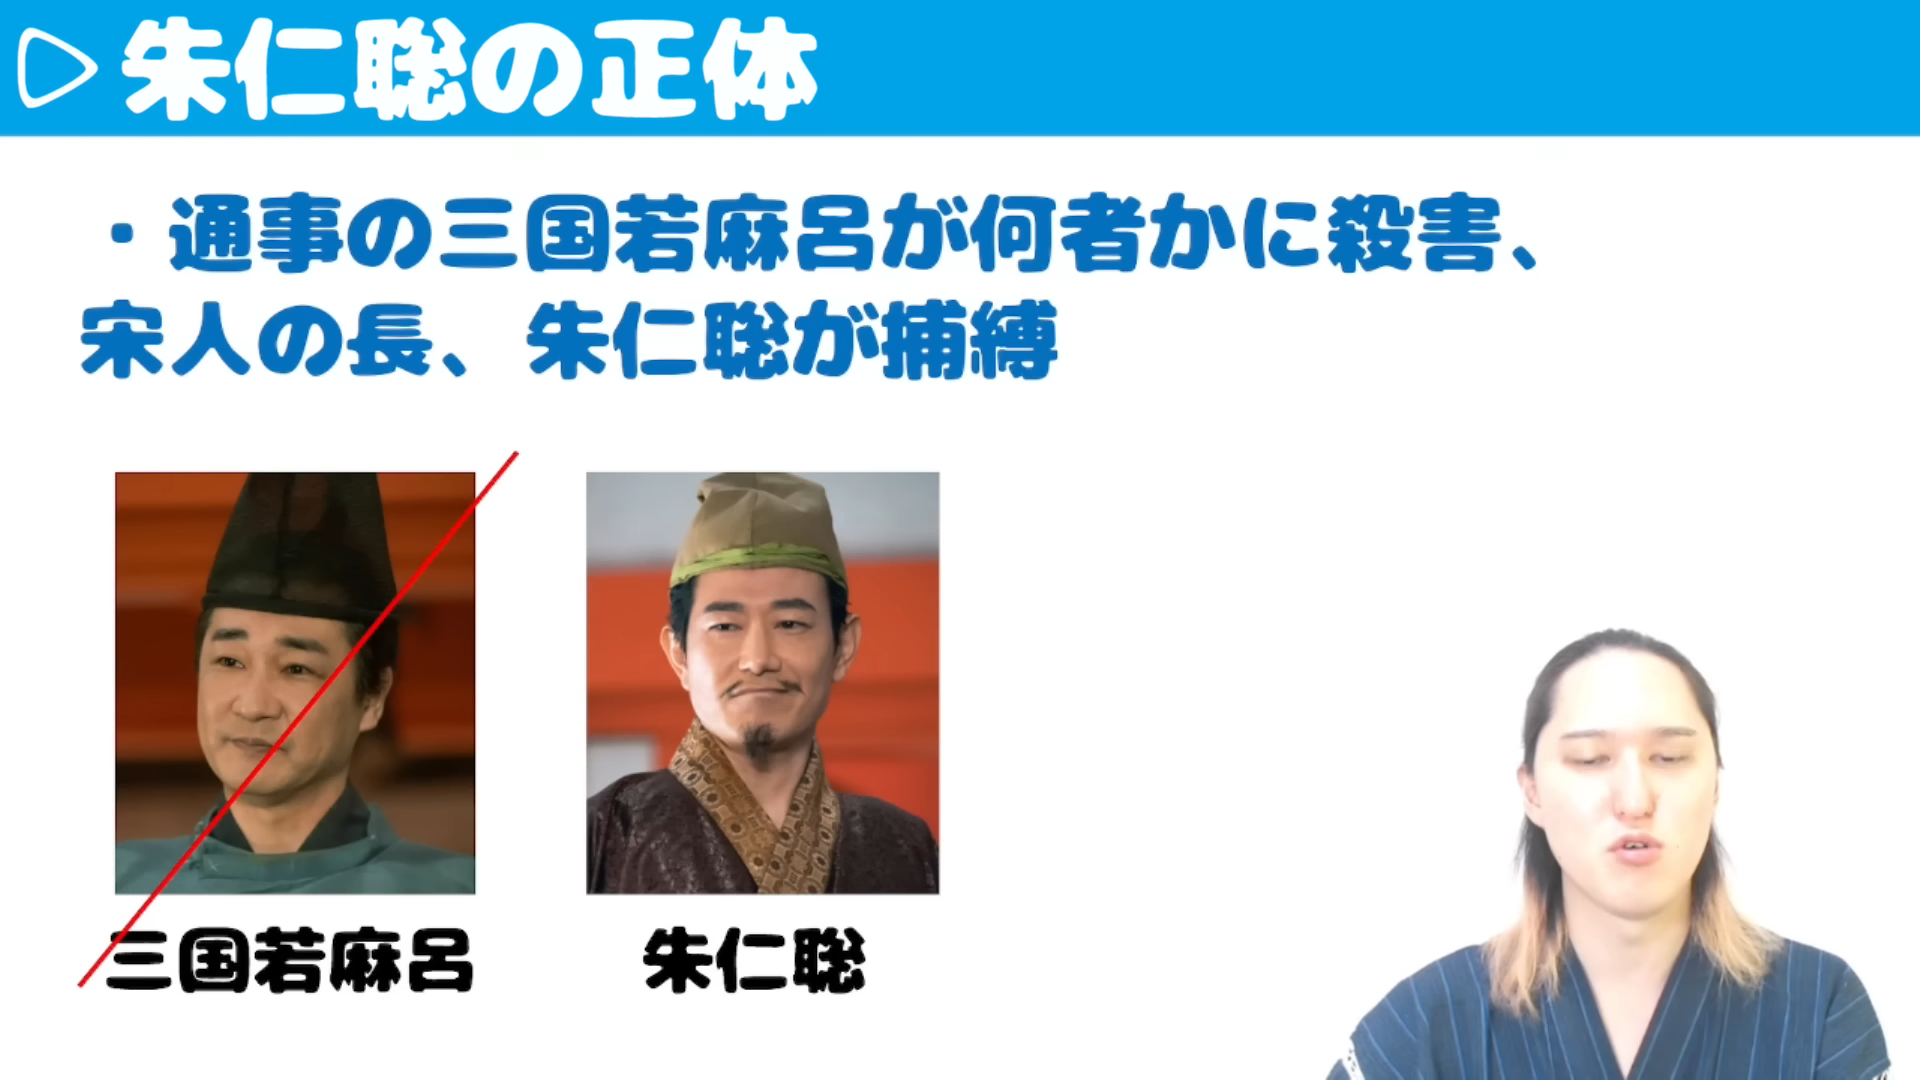 朱仁聡の正体
・通事の三国若麻呂が何者かに殺害、
宋人の長、朱仁聡が捕縛
三国若麻呂
朱仁聡